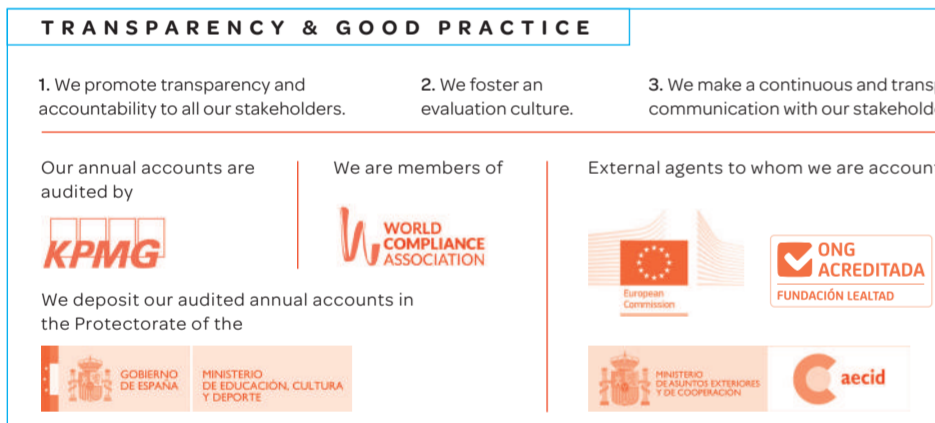 TRANSPARENCY & GOOD PRACTICE
1. We promote transparency and
accountability to all our stakeholders.
2. We foster an
evaluation culture.
3. We make a continuous and
communication with our
Our annual accounts are
audited by
KPMG
We are members of
WORLD
COMPLIANCE
ASSOCIATION
We deposit our audited annual accounts in
the Protectorate of the
GOBIERNO
DE ESPAÑA
MINISTERIO
DE EDUCACIÓN, CULTURA
Y DEPORTE
External agents to whom we are
European
Commission
ONG
ACREDITADA
FUNDACIÓN LEALTAD
MINISTERIO
DE ASUNTOS EXTERIORES
Y DE COOPERACIÓN
aecid